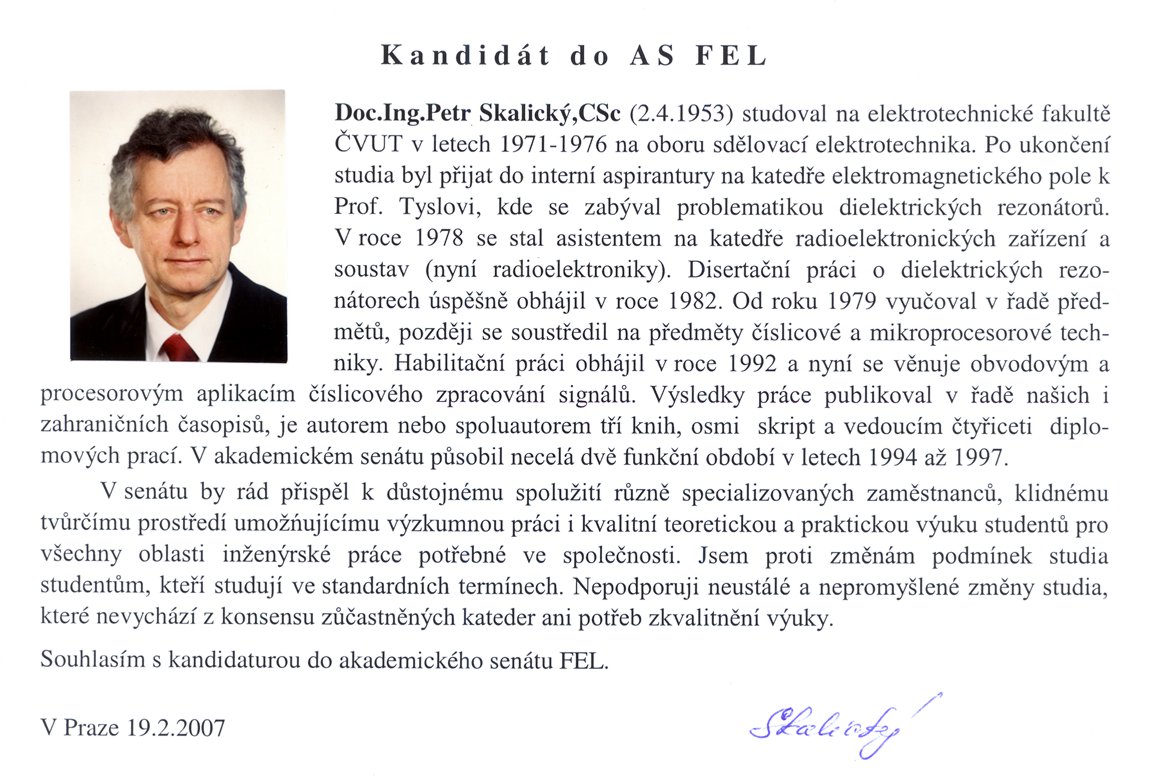 Kandidát do AS FEL
Doc.Ing.Petr Skalický,CSc (2.4.1953) studoval na elektrotechnické fakultě
ČVUT v letech 1971-1976 na oboru sdělovací elektrotechnika. Po ukončení
studia byl přijat do interní aspirantury na katedře elektromagnetického pole k
Prof. Tyslovi, kde se zabýval problematikou dielektrických rezonátorů.
V roce 1978 se stal asistentem na katedře radioelektronických zařízení a
soustav (nyní radioelektroniky). Disertační práci o dielektrických rezo-
nátorech úspěšně obhájil v roce 1982. Od roku 1979 vyučoval v řadě před-
mětů, později se soustředil na předměty číslicové a mikroprocesorové tech-
niky. Habilitační práci obhájil v roce 1992 a nyní se věnuje obvodovým a
procesorovým aplikacím číslicového zpracování signálů. Výsledky práce publikoval v řadě našich i
zahraničních časopisů, je autorem nebo spoluautorem tří knih, osmi skript a vedoucím čtyřiceti diplo-
mových prací. V akademickém senátu působil necelá dvě funkční období v letech 1994 až 1997.
V senátu by rád přispěl k důstojnému spolužití různě specializovaných zaměstnanců, klidnému
tvůrčímu prostředí umožňujícímu výzkumnou práci i kvalitní teoretickou a praktickou výuku studentů pro
všechny oblasti inženýrské práce potřebné ve společnosti. Jsem proti změnám podmínek studia
studentům, kteří studují ve standardních termínech. Nepodporuji neustálé a nepromyšlené změny studia,
které nevychází z konsensu zůčastněných kateder ani potřeb zkvalitnění výuky.
Souhlasím s kandidaturou do akademického senátu FEL.
V Praze 19.2.2007
Skalický